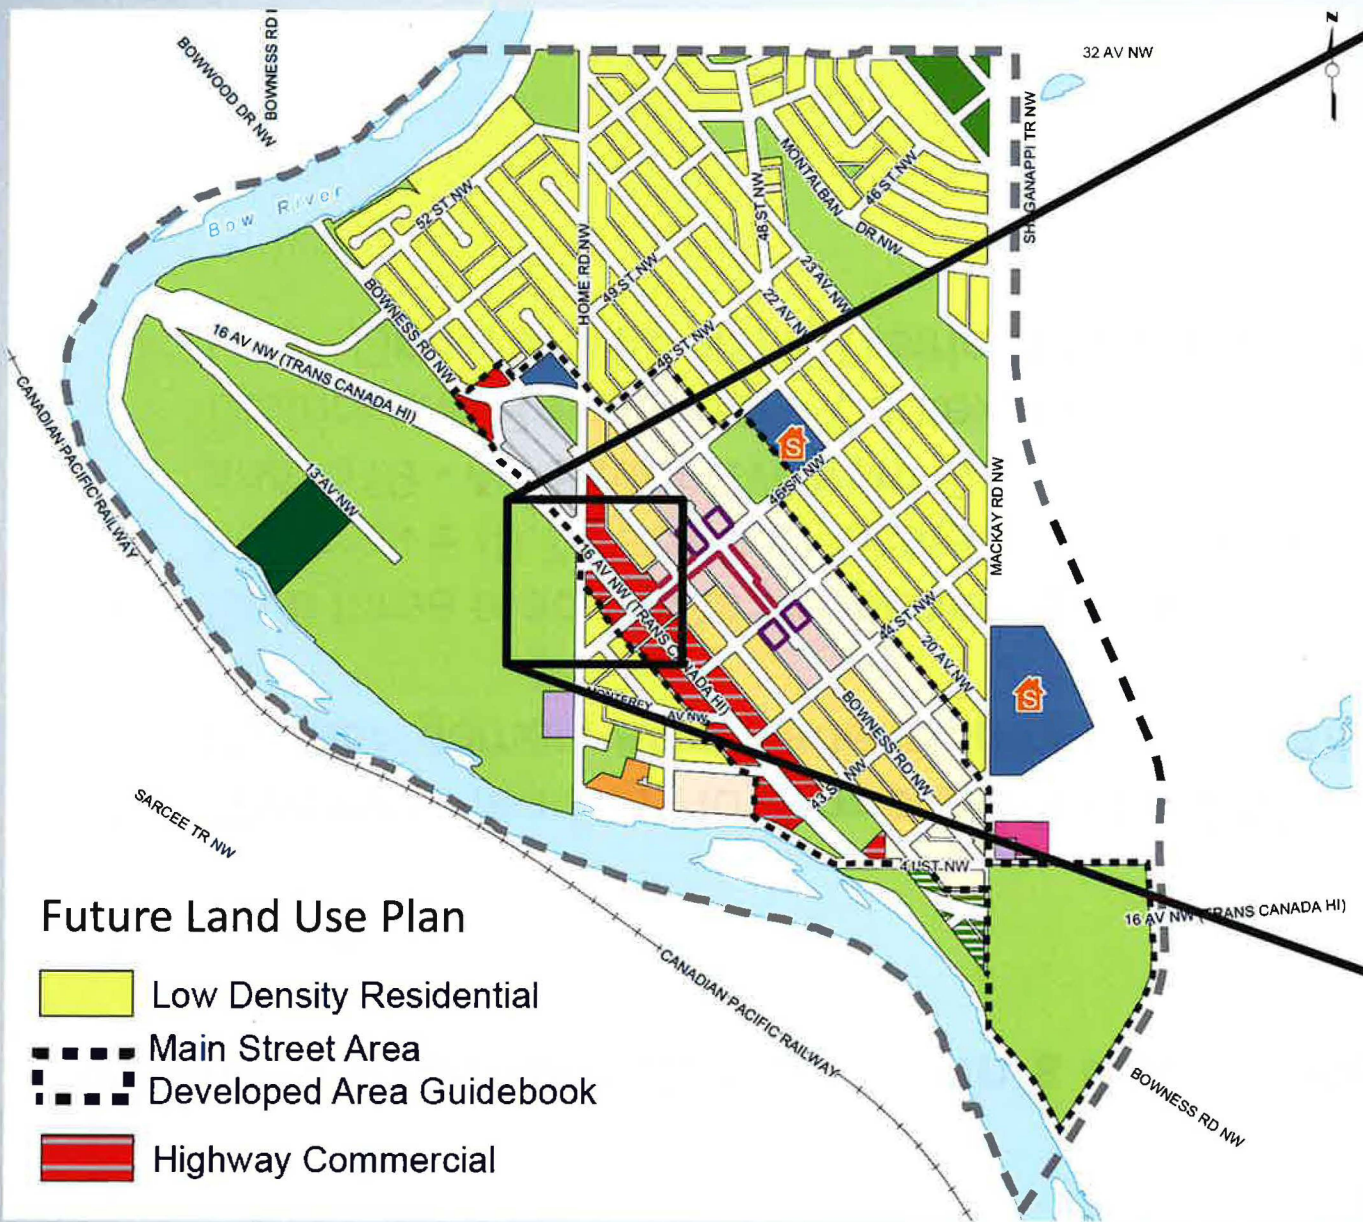 BOWNESS RD
BOWWOOD DR NW
N
32 AV NW
SHAGANAPPI TR NW
Bow River
52 ST NW
MONTALBAN
DR NW
46 ST NW
48 ST NW
HOME RD NW
49 ST NW
23 AV NW
22 AV N
BOWNESS RD NW
16 AV NW (TRANS CANADA HI)
48 ST NW
CANADIAN PACIFIC RAILWAY
13 AV NW
S
46 ST NW
MACKAY RD NW
16 AV NW (TRANS CANADA HI)
44 ST NW
20 AV NW
S
MONTEREY AV NW
BOWNESS RD NW
43 ST NW
SARCEE TR NW
41 ST NW
16 AV NW (TRANS CANADA HI)
CANADIAN PACIFIC RAILWAY
BOWNESS RD NW
Future Land Use Plan
Low Density Residential
Main Street Area
Developed Area Guidebook
Highway Commercial